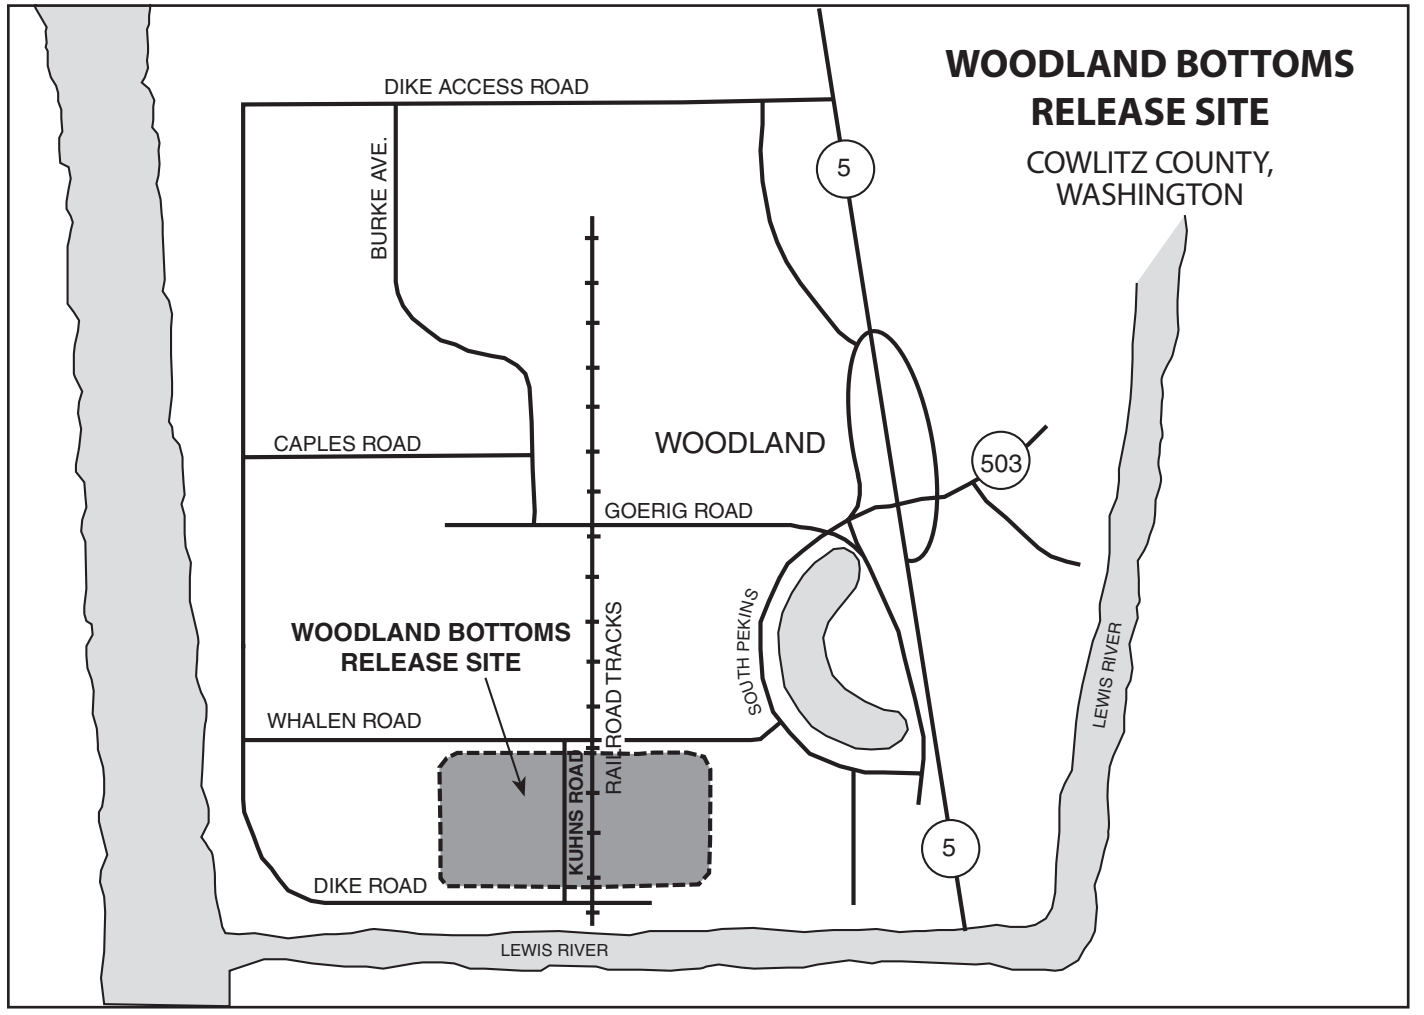 WOODLAND BOTTOMS
RELEASE SITE
COWLITZ COUNTY,
WASHINGTON
DIKE ACCESS ROAD
BURKE AVE.
5
CAPLES ROAD
WOODLAND
503
GOERIG ROAD
WOODLAND BOTTOMS
RELEASE SITE
RAILROAD TRACKS
SOUTH PEKINS
LEWIS RIVER
WHALEN ROAD
KUHNS ROAD
5
DIKE ROAD
LEWIS RIVER